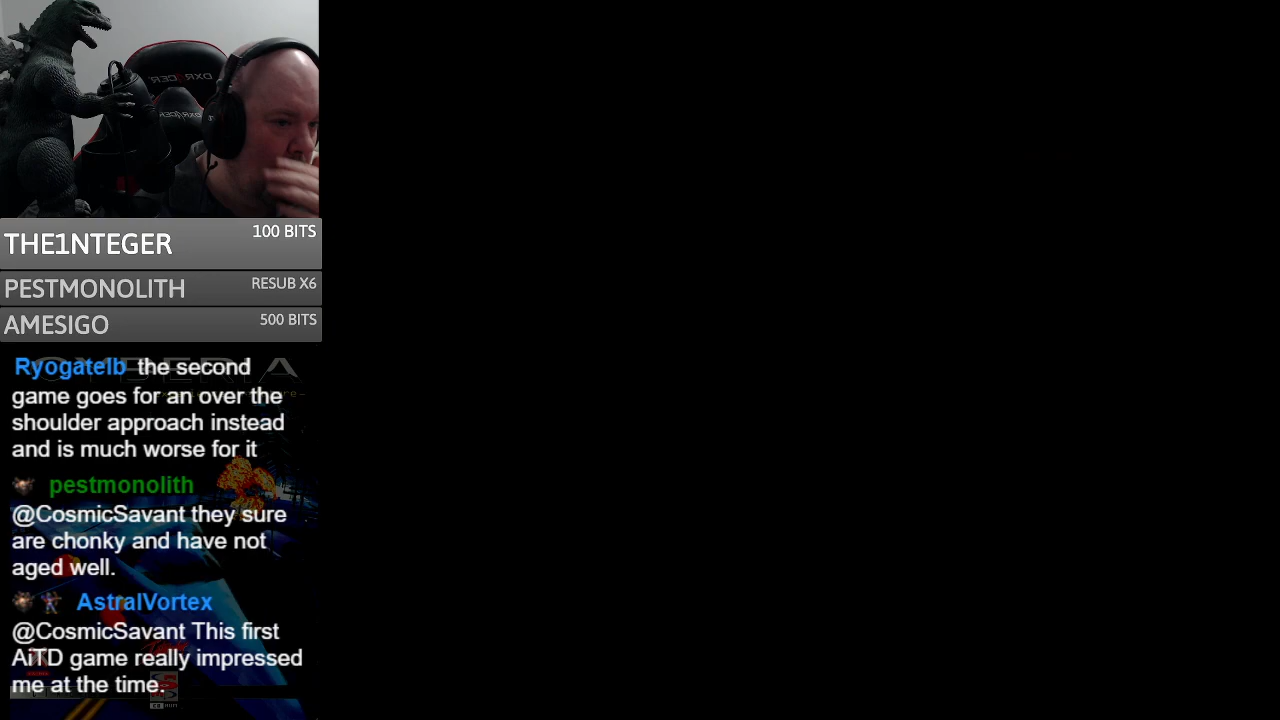 THE1NTEGER 100 BITS
PESTMONOLITH RESUB X6
AMESIGO 500 BITS
Ryogatelb the second
game goes for an over the
shoulder approach instead
and is much worse for it
pestmonolith
@CosmicSavant they sure
are chonky and have not
aged well.
AstralVortex
@CosmicSavant This first
AiTD game really impressed
me at the time.